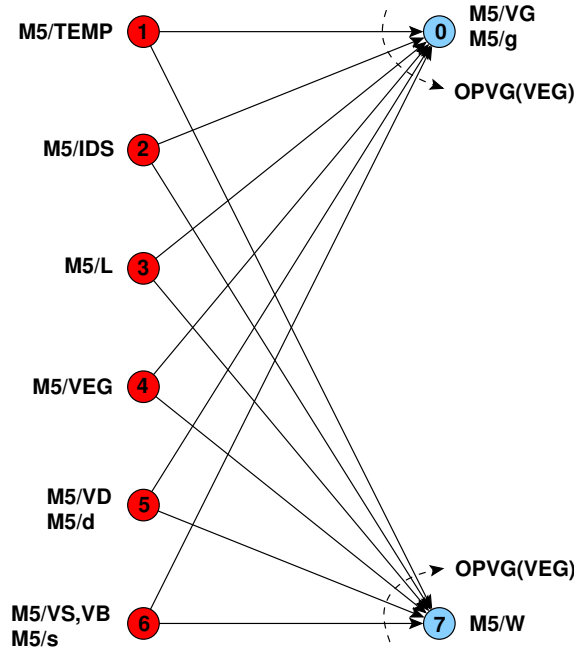 M5/TEMP
1
0
M5/VG
M5/g
OPVG(VEG)
M5/IDS
2
M5/L
3
M5/VEG
4
M5/VD
M5/d
5
OPVG(VEG)
M5/VS,VB
M5/s
6
7
M5/W